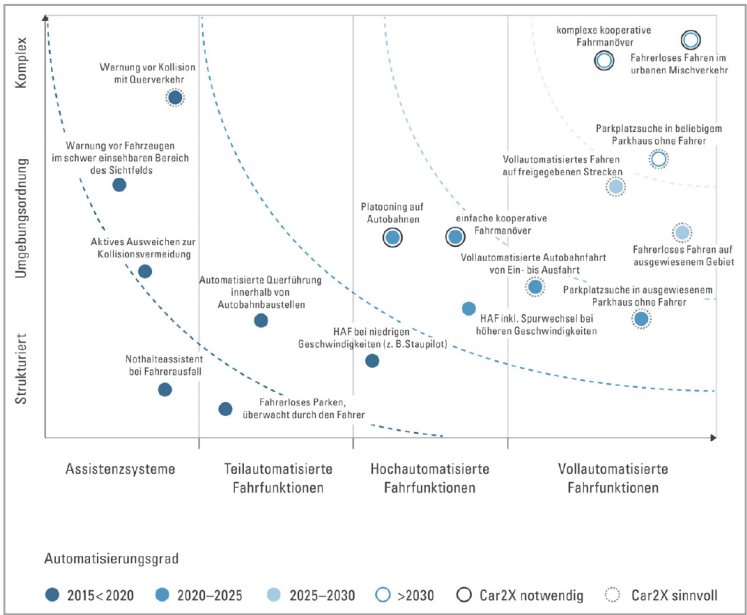 komplexe kooperative
Fahrmanöver
Fahrerloses Fahren im
urbanen Mischverkehr
Komplex
Warnung vor Kollision
mit Querverkehr
Parkplatzsuche in beliebigem
Parkhaus ohne Fahrer
Warnung vor Fahrzeugen
im schwer einsehbaren Bereich
des Sichtfelds
Vollautomatisiertes Fahren
auf freigegebenen Strecken
Umgebungsordnung
Platooning auf
Autobahnen
einfache kooperative
Fahrmanöver
Aktives Ausweichen zur
Kollisionsvermeidung
Vollautomatisierte Autobahnfahrt
von Ein- bis Ausfahrt
Fahrerloses Fahren auf
ausgewiesenem Gebiet
Automatisierte Querführung
innerhalb von
Autobahnbaustellen
Parkplatzsuche in ausgewiesenem
Parkhaus ohne Fahrer
HAF bei niedrigen
Geschwindigkeiten (z. B.Staupilot)
HAF inkl. Spurwechsel bei
höheren Geschwindigkeiten
Strukturiert
Nothalteassistent
bei Fahrerausfall
Fahrerloses Parken,
überwacht durch den Fahrer
Assistenzsysteme
Teilautomatisierte
Fahrfunktionen
Hochautomatisierte
Fahrfunktionen
Vollautomatisierte
Fahrfunktionen
Automatisierungsgrad
2015<2020
2020–2025
2025–2030
>2030
Car2X notwendig
Car2X sinnvoll